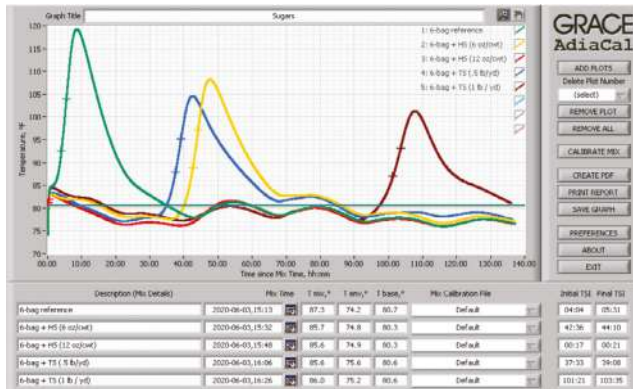 Graph Title Sugars
GRACE
AdiaCal
1: 6-bag reference
2: 6-bag + HS (6 oz/cwt)
3: 6-bag + HS (12 oz/cwt)
4: 6-bag + TS (.5 lb/yd)
5: 6-bag + TS (1 lb / yd)
Temperature, °F
120
115
110
105
100
95
90
85
80
75
70
00:00 10:00 20:00 30:00 40:00 50:00 60:00 70:00 80:00 90:00 100:00 110:00 120:00 130:00 140:00
Time since Mix Time, hh:mm
ADD PLOTS
Delete Plot Number
(select)
REMOVE PLOT
REMOVE ALL
CALIBRATE MIX
CREATE PDF
PRINT REPORT
SAVE GRAPH
PREFERENCES
ABOUT
EXIT
Description (Mix Details) Mix Time T mx,° T env,° T base,° Mix Calibration File Initial TSI Final TSI
6-bag reference 2020-06-03,15:13 87.3 74.2 80.7 Default 04:04 05:31
6-bag + HS (6 oz/cwt) 2020-06-03,15:32 85.7 74.8 80.3 Default 42:36 44:10
6-bag + HS (12 oz/cwt) 2020-06-03,15:48 85.6 74.9 80.3 Default 00:17 00:21
6-bag + TS (.5 lb/yd) 2020-06-03,16:06 85.6 75.6 80.6 Default 37:33 39:08
6-bag + TS (1 lb / yd) 2020-06-03,16:26 86.0 75.2 80.6 Default 101:21 103:35